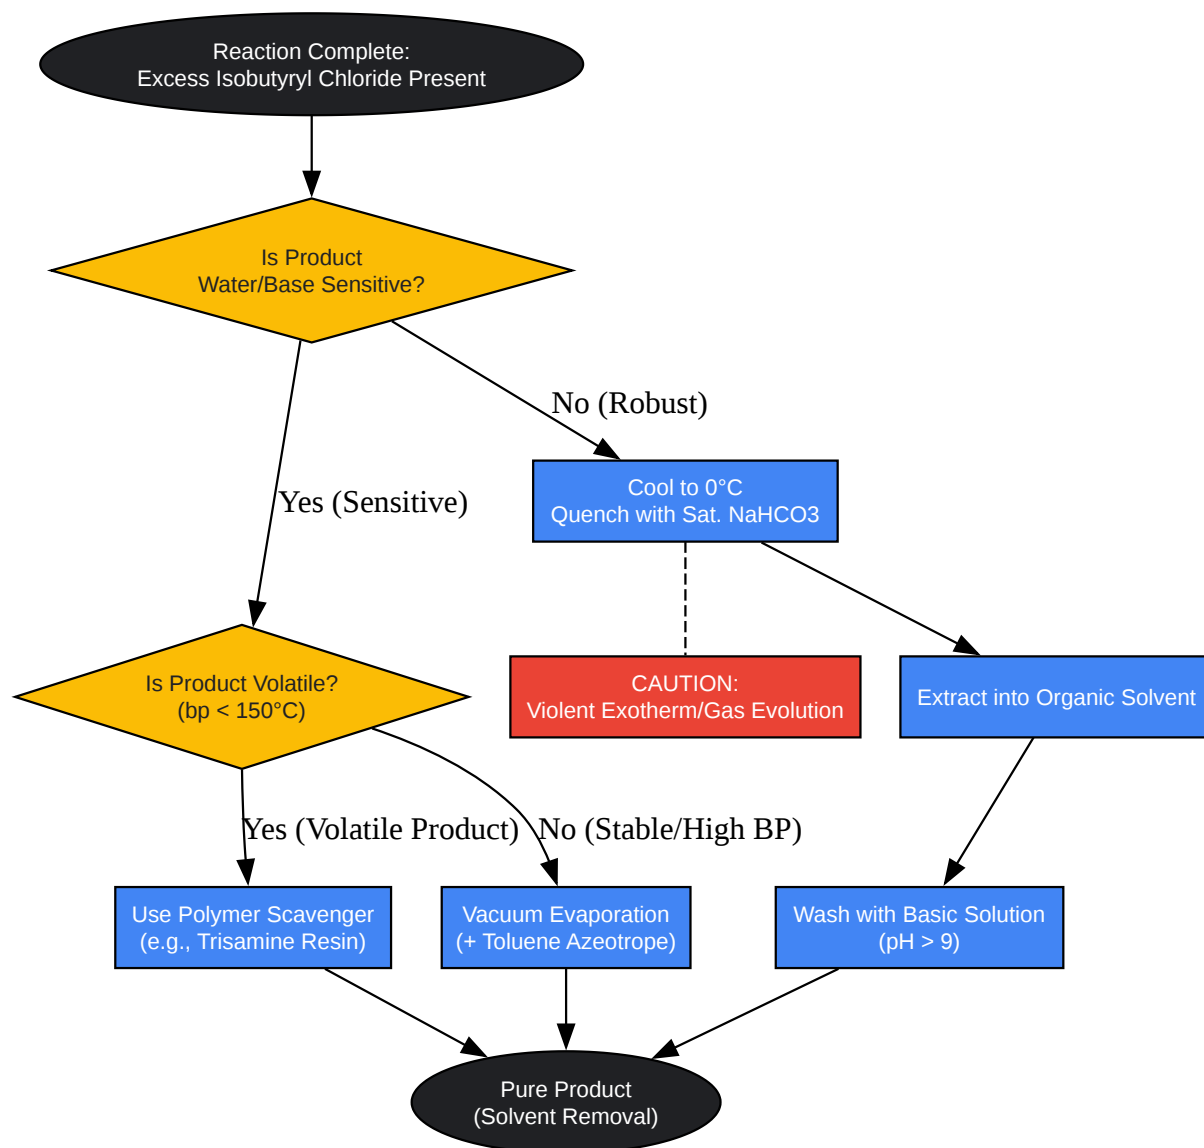 Reaction Complete:
Excess Isobutyryl Chloride Present
Is Product
Water/Base Sensitive?
No (Robust)
Cool to 0°C
Quench with Sat. NaHCO3
Yes (Sensitive)
Is Product Volatile?
(bp < 150°C)
CAUTION:
Violent Exotherm/Gas Evolution
Extract into Organic Solvent
Yes (Volatile Product)
No (Stable/High BP)
Use Polymer Scavenger
(e.g., Trisamine Resin)
Vacuum Evaporation
(+ Toluene Azeotrope)
Wash with Basic Solution
(pH > 9)
Pure Product
(Solvent Removal)